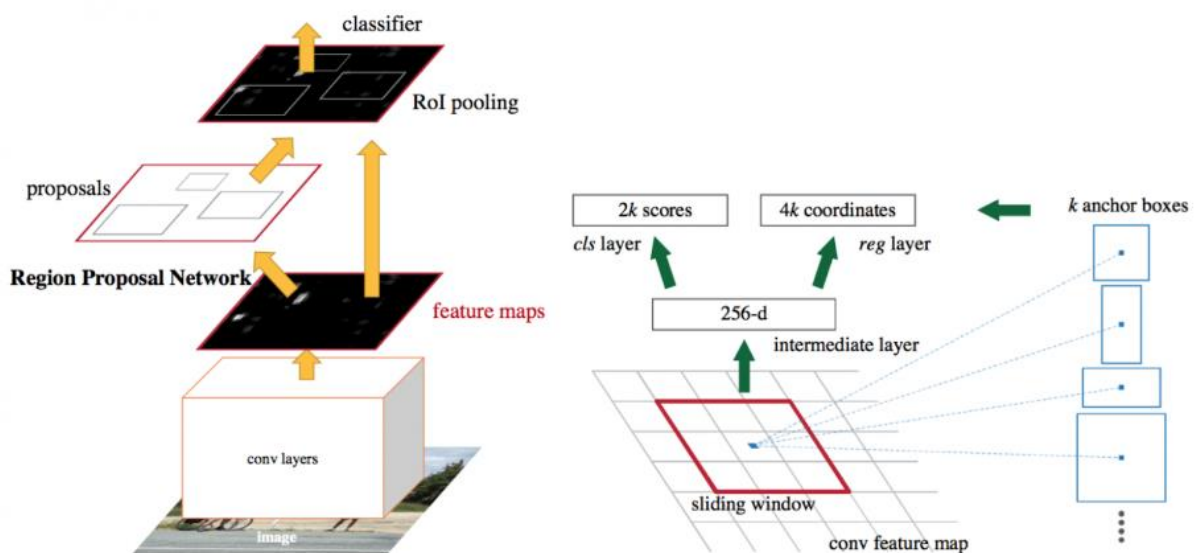 classifier
RoI pooling
proposals
Region Proposal Network
feature maps
conv layers
image
2k scores
4k coordinates
k anchor boxes
cls layer
reg layer
256-d
intermediate layer
sliding window
conv feature map